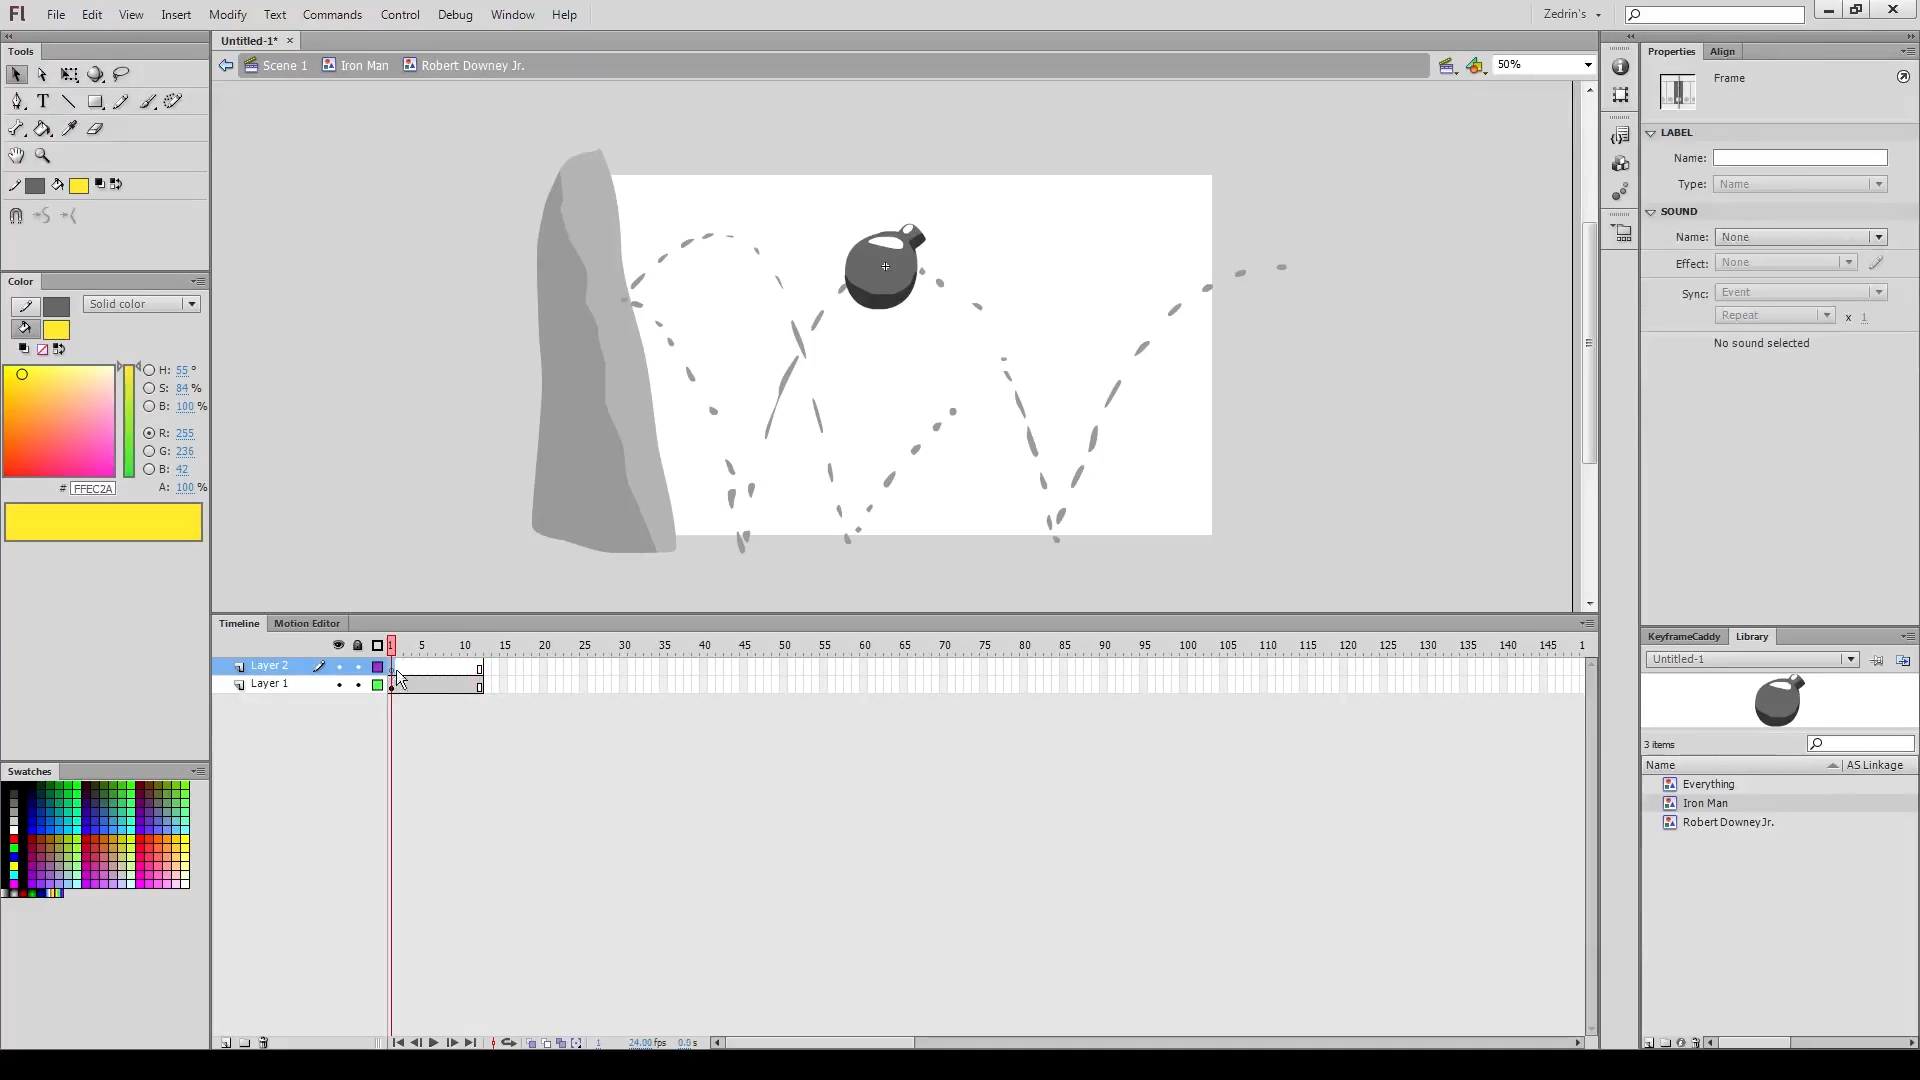 Fl File Edit View Insert Modify Text Commands Control Debug Window Help Zedrin's
Tools
Untitled-1*
Properties Align
Scene 1 Iron Man Robert Downey Jr. 50%
Frame
LABEL
Name:
Type: Name
SOUND
Name: None
Effect: None
Sync: Event
Repeat x 1
No sound selected
Color
Solid color
H: 55 °
S: 84 %
B: 100 %
R: 255
G: 236
B: 42
# FFEC2A A: 100 %
Swatches
Timeline Motion Editor
1 5 10 15 20 25 30 35 40 45 50 55 60 65 70 75 80 85 90 95 100 105 110 115 120 125 130 135 140 145 1
Layer 2
Layer 1
1 24.00 fps 0.0 s
KeyframeCaddy Library
Untitled-1
3 items
Name AS Linkage
Everything
Iron Man
Robert Downey Jr.